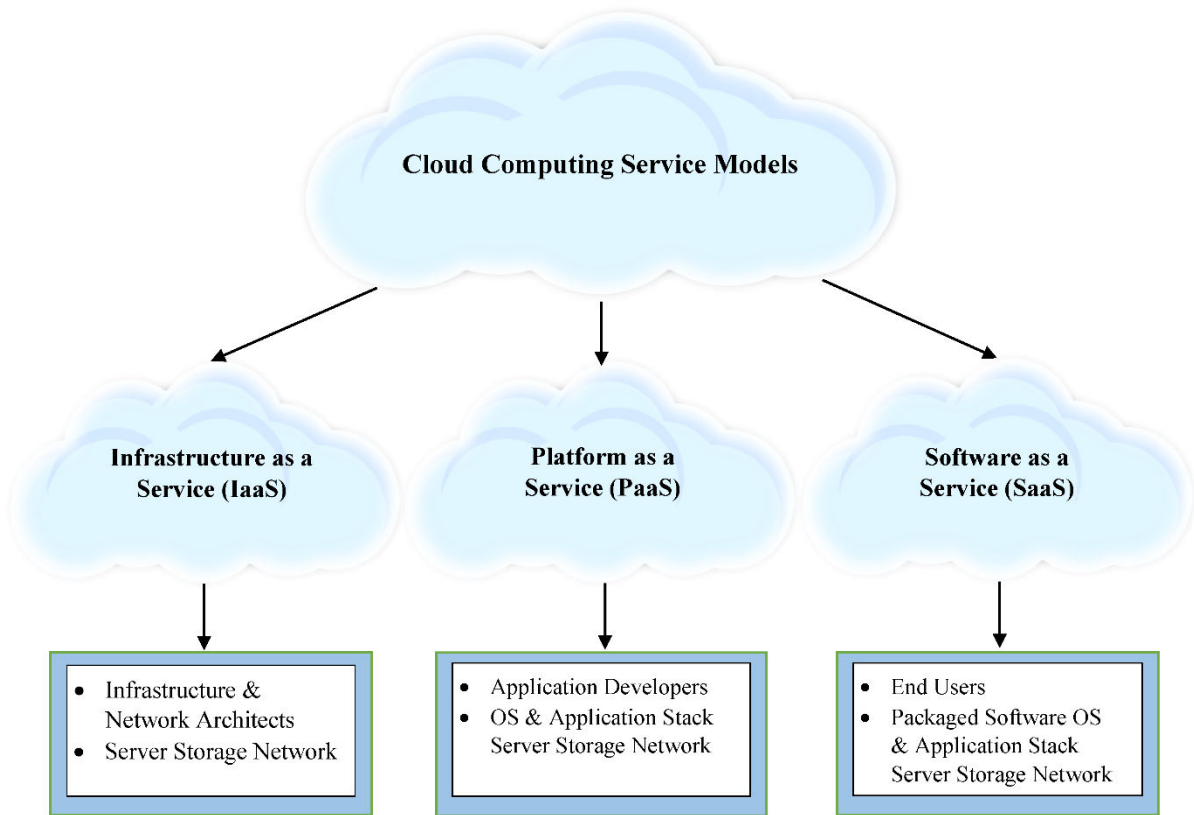 Cloud Computing Service Models
Infrastructure as a
Service (IaaS)
Platform as a
Service (PaaS)
Software as a
Service (SaaS)
• Infrastructure &
Network Architects
• Server Storage Network
• Application Developers
• OS & Application Stack
Server Storage Network
• End Users
• Packaged Software OS
& Application Stack
Server Storage Network